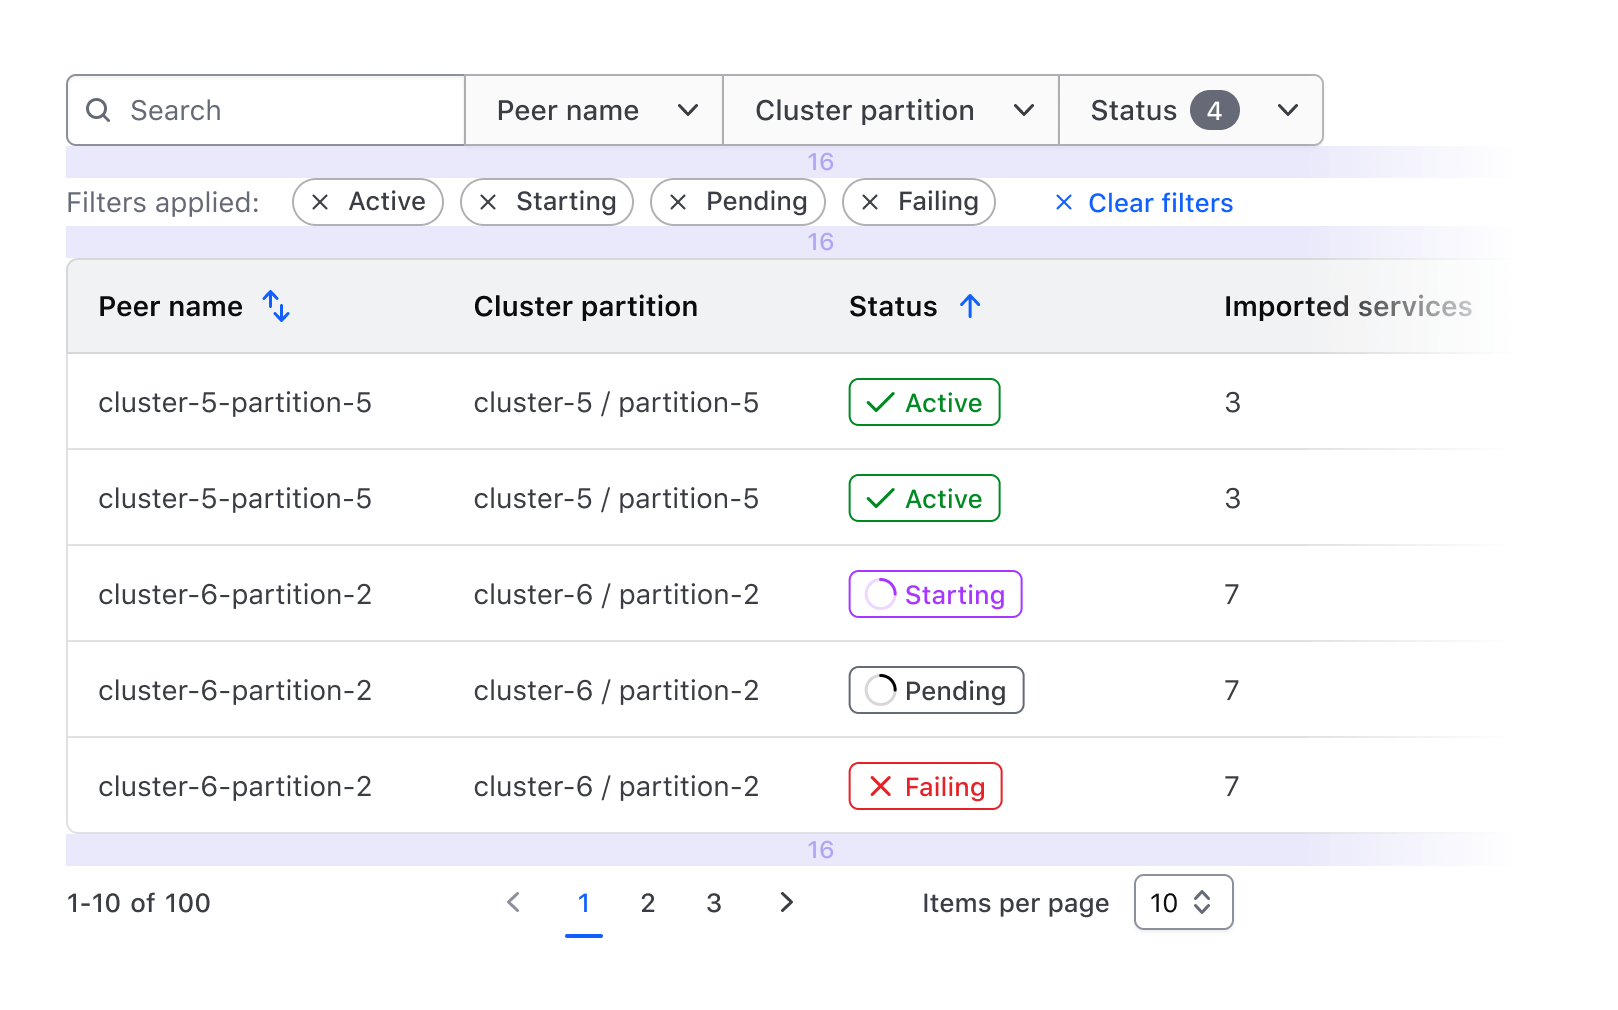 Search Peer name Cluster partition Status 4
16
Filters applied: Active Starting Pending Failing Clear filters
16
Peer name Cluster partition Status Imported services
cluster-5-partition-5 cluster-5 / partition-5 Active 3
cluster-5-partition-5 cluster-5 / partition-5 Active 3
cluster-6-partition-2 cluster-6 / partition-2 Starting 7
cluster-6-partition-2 cluster-6 / partition-2 Pending 7
cluster-6-partition-2 cluster-6 / partition-2 Failing 7
16
1-10 of 100 1 2 3 Items per page 10